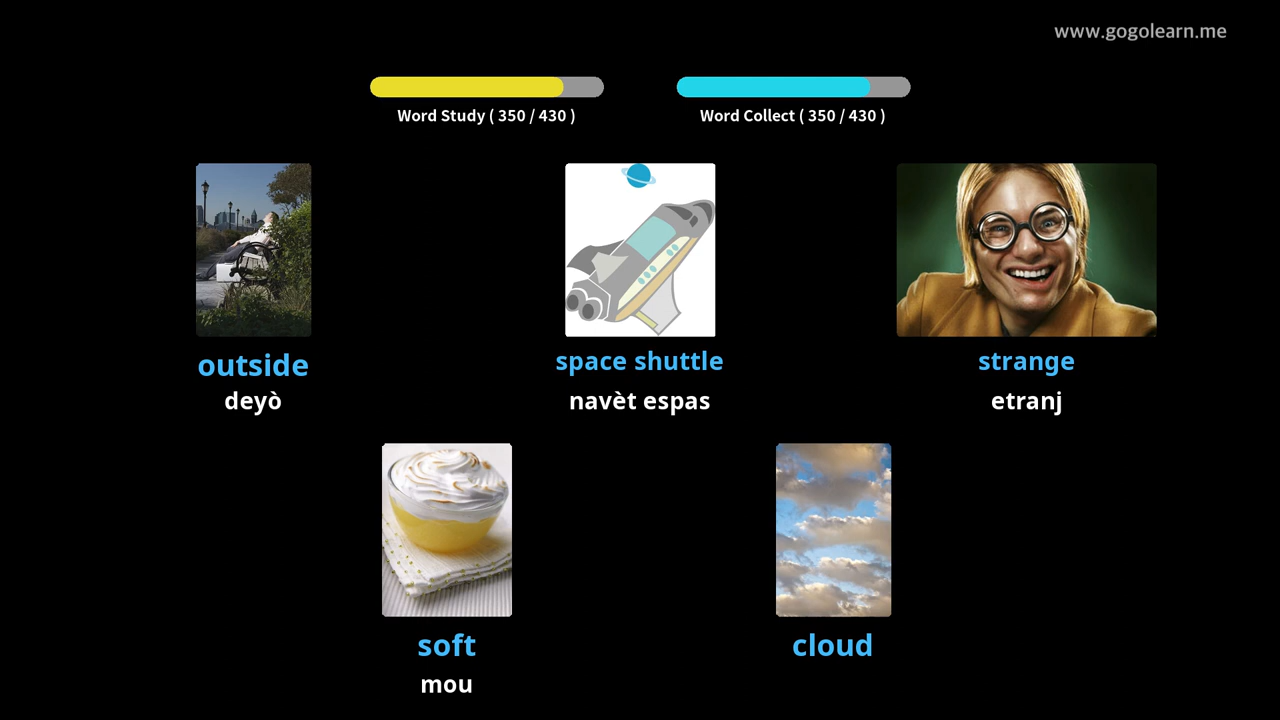 www.gogolearn.me
Word Study ( 350 / 430 )
Word Collect ( 350 / 430 )
outside
deyò
space shuttle
navèt espas
strange
etranj
soft
mou
cloud